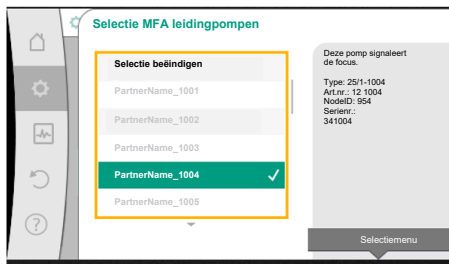 Selectie MFA leidingpompen
Selectie beëindigen
PartnerName_1001
PartnerName_1002
PartnerName_1003
PartnerName_1004
PartnerName_1005
Deze pomp signaleert
de focus.
Type: 25/1-1004
Art.nr.: 12 1004
NodeID: 954
Serienr.:
341004
Selectiemenu
?